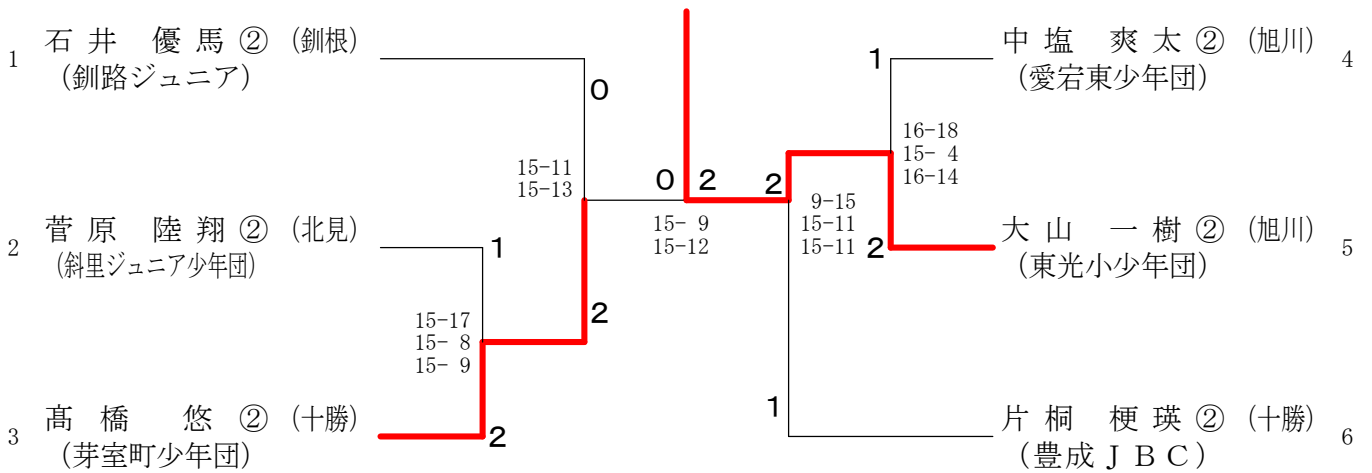 1 石井 優馬② (釧根)
(釧路ジュニア)
0
15-11
15-13
2 菅原 陸翔② (北見)
(斜里ジュニア少年団)
1
15-17
15- 8
15- 9
2
3 髙橋 悠② (十勝)
(芽室町少年団)
2
0 2
15- 9
15-12
中塩 爽太② (旭川) 4
(愛宕東少年団)
1
16-18
15- 4
16-14
2
9-15
15-11
15-11
2
大山 一樹② (旭川) 5
(東光小少年団)
1
片桐 梗瑛② (十勝) 6
(豊成JBC)